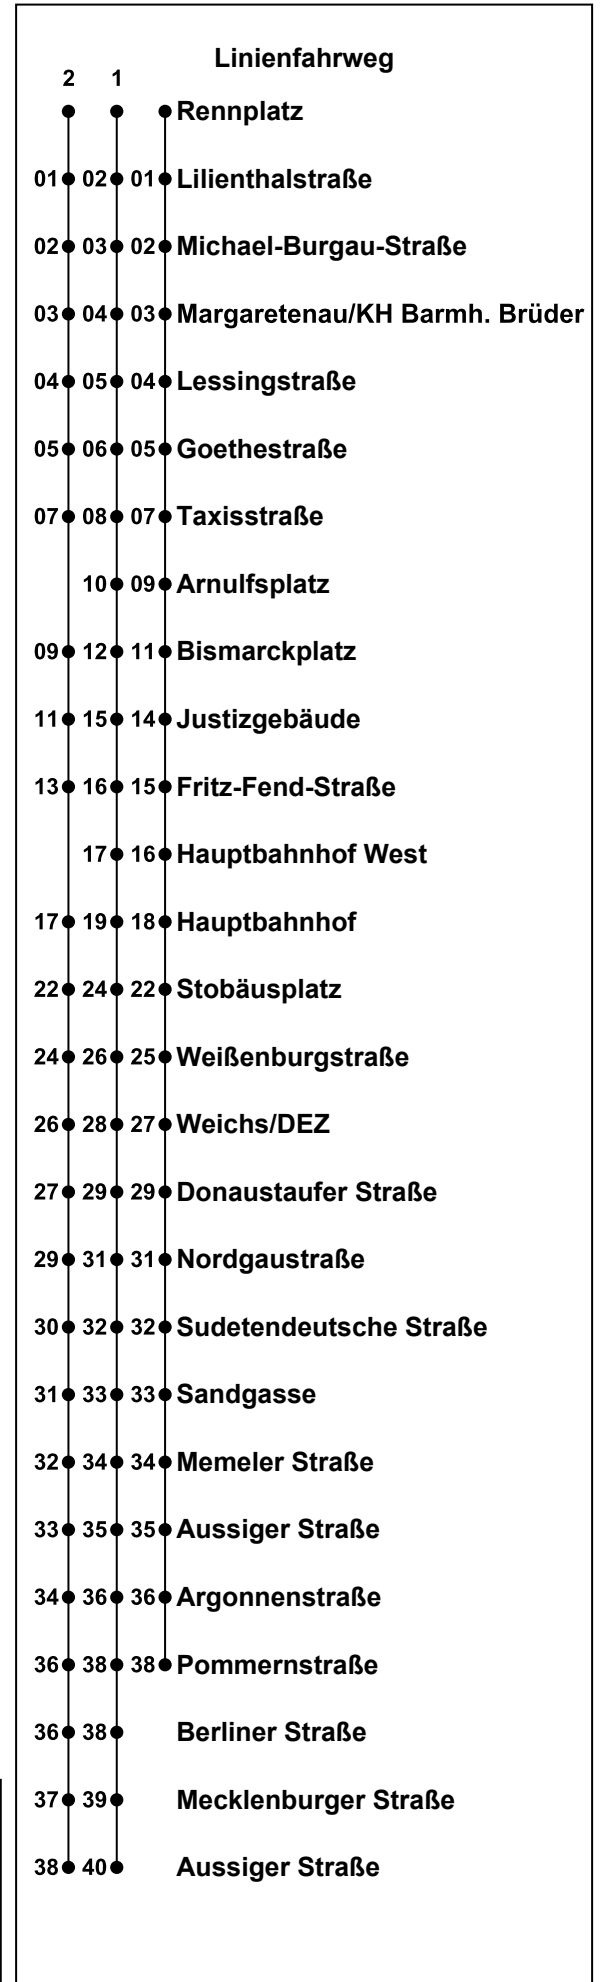 Linienfahrweg
2 1
Rennplatz
01 02 01 Lilienthalstraße
02 03 02 Michael-Burgau-Straße
03 04 03 Margaretenau/KH Barmh. Brüder
04 05 04 Lessingstraße
05 06 05 Goethestraße
07 08 07 Taxisstraße
10 09 Arnulfsplatz
09 12 11 Bismarckplatz
11 15 14 Justizgebäude
13 16 15 Fritz-Fend-Straße
17 16 Hauptbahnhof West
17 19 18 Hauptbahnhof
22 24 22 Stobäusplatz
24 26 25 Weißenburgstraße
26 28 27 Weichs/DEZ
27 29 29 Donaustaufer Straße
29 31 31 Nordgaustraße
30 32 32 Sudetendeutsche Straße
31 33 33 Sandgasse
32 34 34 Memeler Straße
33 35 35 Aussiger Straße
34 36 36 Argonnenstraße
36 38 38 Pommernstraße
36 38 Berliner Straße
37 39 Mecklenburger Straße
38 40 Aussiger Straße